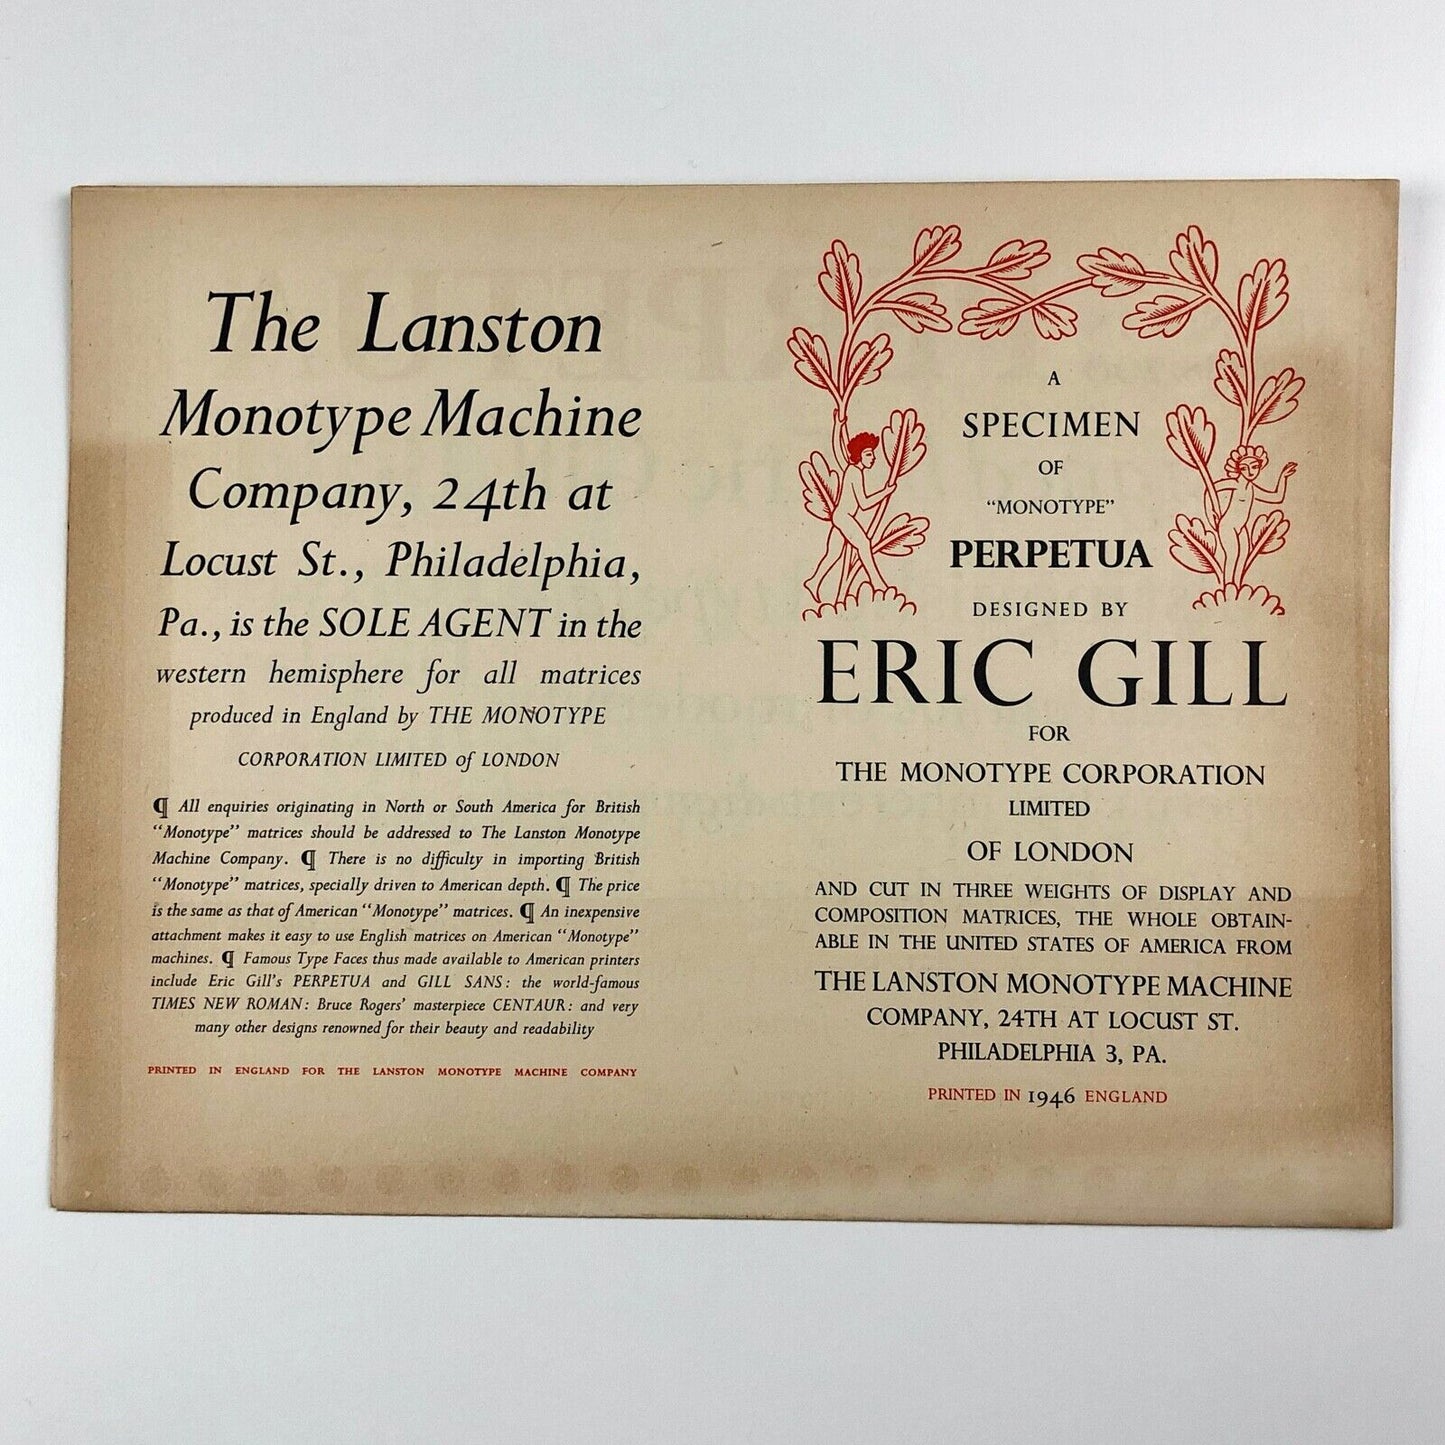 The Lanston
Monotype Machine
Company, 24th at
Locust St., Philadelphia,
Pa., is the SOLE AGENT in the
western hemisphere for all matrices
produced in England by THE MONOTYPE
CORPORATION LIMITED of LONDON
¶ All enquiries originating in North or South America for British
“Monotype” matrices should be addressed to The Lanston Monotype
Machine Company. ¶ There is no difficulty in importing British
“Monotype” matrices, specially driven to American depth. ¶ The price
is the same as that of American “Monotype” matrices. ¶ An inexpensive
attachment makes it easy to use English matrices on American “Monotype”
machines. ¶ Famous Type Faces thus made available to American printers
include Eric Gill's PERPETUA and GILL SANS: the world-famous
TIMES NEW ROMAN: Bruce Rogers' masterpiece CENTAUR: and very
many other designs renowned for their beauty and readability
PRINTED IN ENGLAND FOR THE LANSTON MONOTYPE MACHINE COMPANY
A
SPECIMEN
OF
“MONOTYPE”
PERPETUA
DESIGNED BY
ERIC GILL
FOR
THE MONOTYPE CORPORATION
LIMITED
OF LONDON
AND CUT IN THREE WEIGHTS OF DISPLAY AND
COMPOSITION MATRICES, THE WHOLE OBTAIN-
ABLE IN THE UNITED STATES OF AMERICA FROM
THE LANSTON MONOTYPE MACHINE
COMPANY, 24TH AT LOCUST ST.
PHILADELPHIA 3, PA.
PRINTED IN 1946 ENGLAND